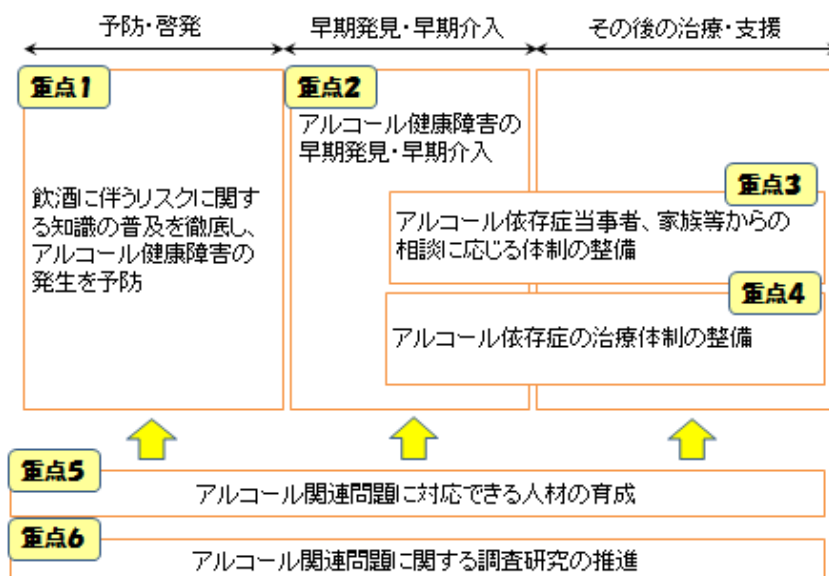 予防・啓発
早期発見・早期介入
その後の治療・支援
重点1
飲酒に伴うリスクに関す
る知識の普及を徹底し、
アルコール健康障害の
発生を予防
重点2
アルコール健康障害の
早期発見・早期介入
重点3
アルコール依存症当事者、家族等からの
相談に応じる体制の整備
重点4
アルコール依存症の治療体制の整備
重点5
アルコール関連問題に対応できる人材の育成
重点6
アルコール関連問題に関する調査研究の推進